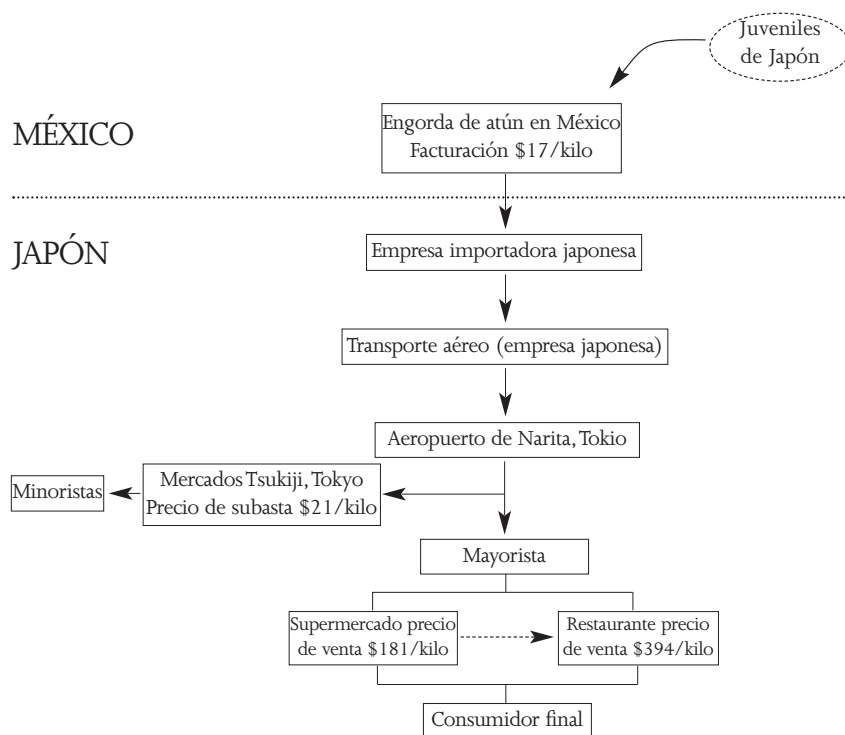 Juveniles
de Japón
MÉXICO
Engorda de atún en México
Facturación $17/kilo
JAPÓN
Empresa importadora japonesa
Transporte aéreo (empresa japonesa)
Aeropuerto de Narita, Tokio
Minoristas
Mercados Tsukiji, Tokyo
Precio de subasta $21/kilo
Mayorista
Supermercado precio
de venta $181/kilo
Restaurante precio
de venta $394/kilo
Consumidor final